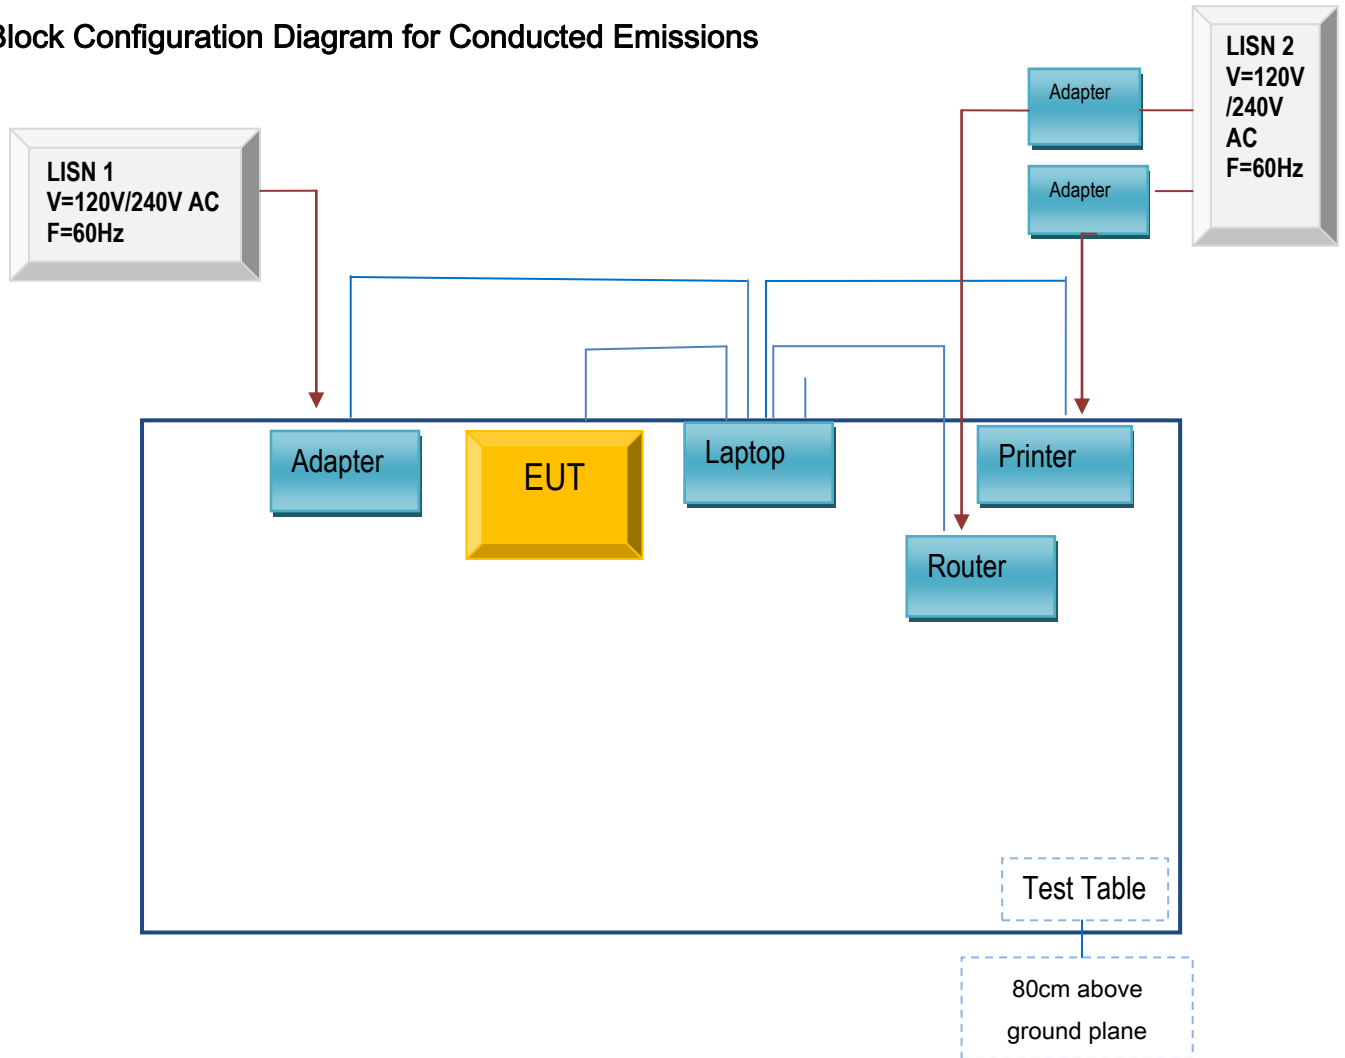 Block Configuration Diagram for Conducted Emissions
LISN 2
V=120V
/240V
AC
F=60Hz
Adapter
Adapter
LISN 1
V=120V/240V AC
F=60Hz
Adapter
EUT
Laptop
Printer
Router
Test Table
80cm above
ground plane